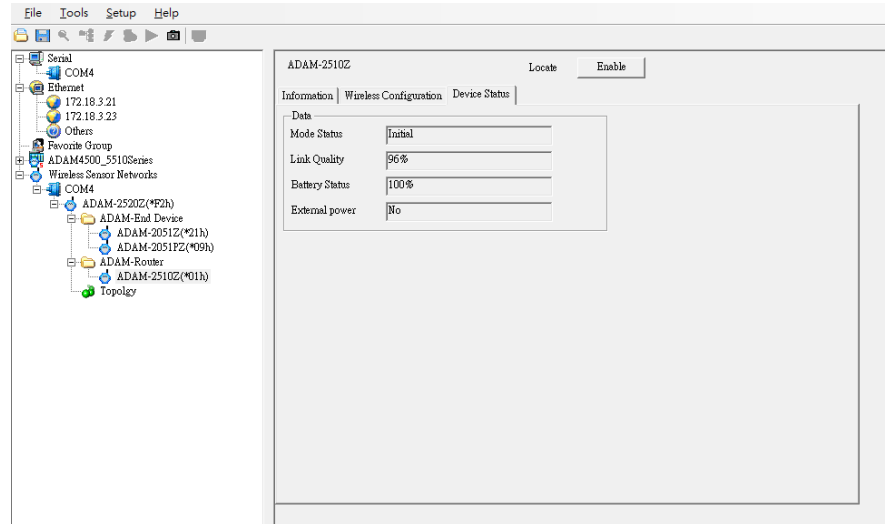 File Tools Setup Help
Serial
COM4
Ethernet
172.18.3.21
172.18.3.23
Others
Favorite Group
ADAM4500_5510Series
Wireless Sensor Networks
COM4
ADAM-2520Z(*F2h)
ADAM-End Device
ADAM-2051Z(*21h)
ADAM-2051PZ(*09h)
ADAM-Router
ADAM-2510Z(*01h)
Topolgy
ADAM-2510Z Locate Enable
Information Wireless Configuration Device Status
Data
Mode Status Initial
Link Quality 96%
Battery Status 100%
External power No